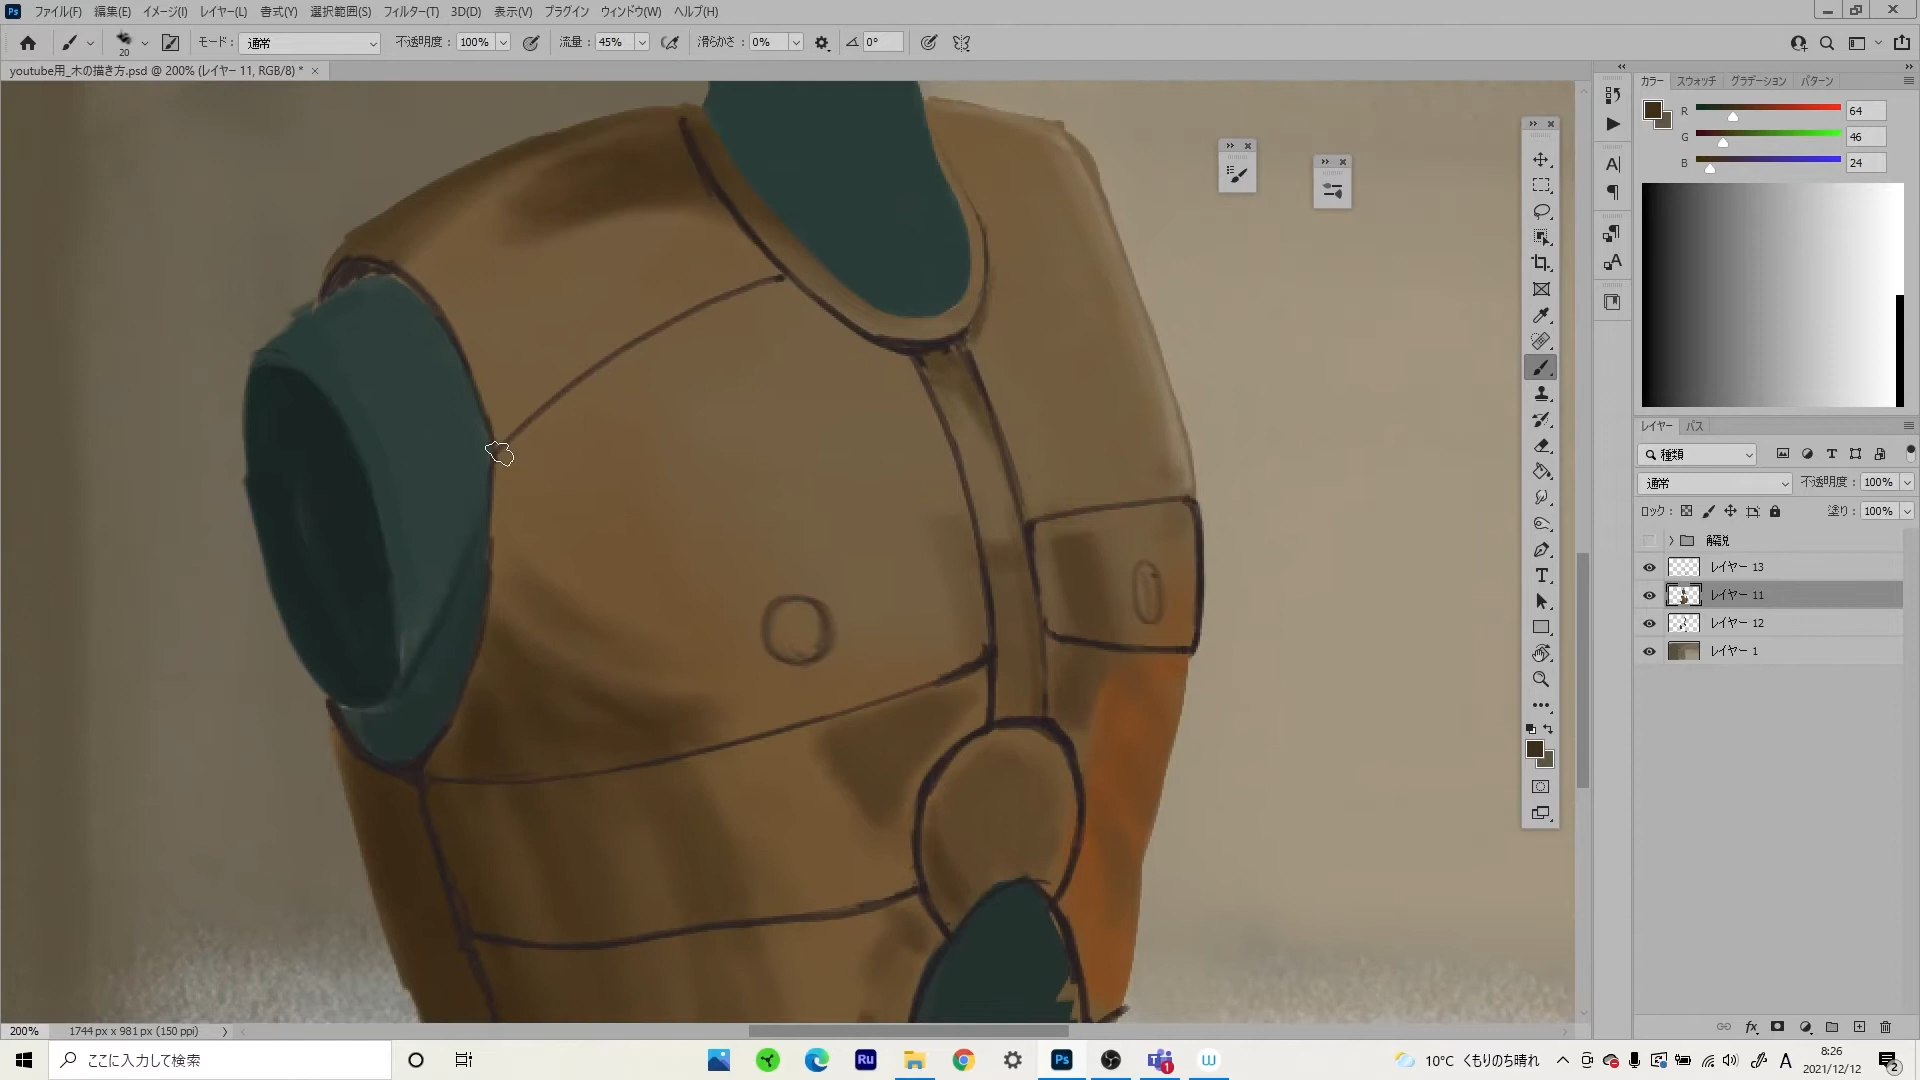 Ps ファイル(F) 編集(E) イメージ(I) レイヤー(L) 書式(Y) 選択範囲(S) フィルター(T) 3D(D) 表示(V) プラグイン ウィンドウ(W) ヘルプ(H)
20 モード: 通常 不透明度: 100% 流量: 45% 滑らかさ: 0% 0°
youtube用_木の描き方.psd @ 200% (レイヤー 11, RGB/8) * ×
カラー スウォッチ グラデーション パターン
R 64
G 46
B 24
レイヤー パス
種類
通常 不透明度: 100%
ロック: 塗り: 100%
解説
レイヤー 13
レイヤー 11
レイヤー 12
レイヤー 1
200% 1744 px x 981 px (150 ppi)
ここに入力して検索 Ru Ps 1 W 10°C くもりのち晴れ A 8:26
2021/12/12 2